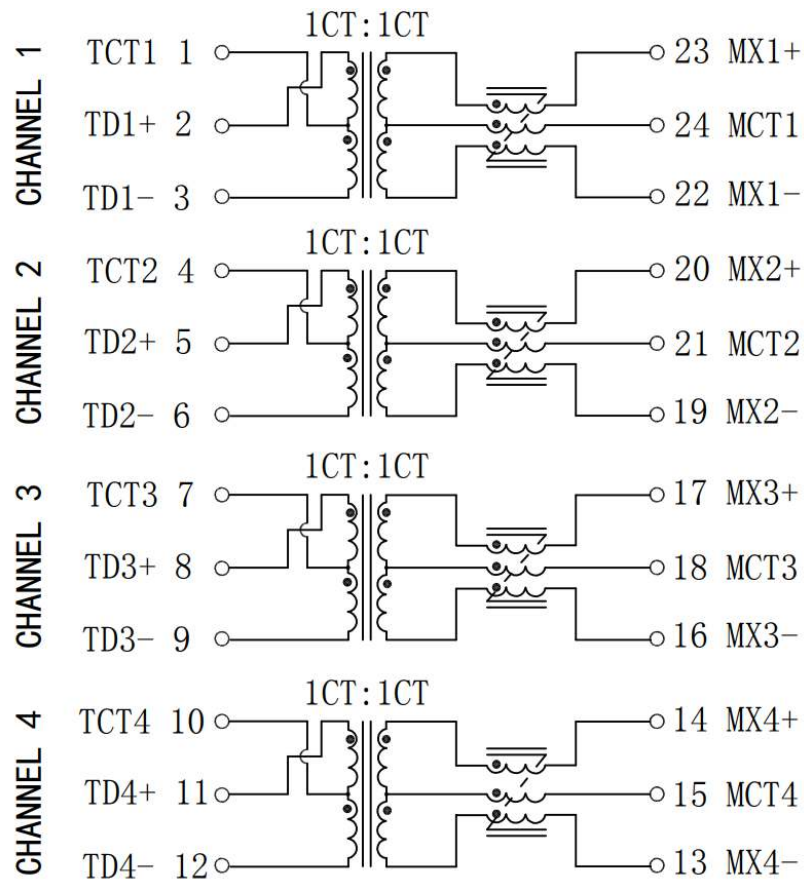 CHANNEL 1
1CT:1CT
TCT1 1
23 MX1+
TD1+ 2
24 MCT1
TD1- 3
22 MX1-
CHANNEL 2
1CT:1CT
TCT2 4
20 MX2+
TD2+ 5
21 MCT2
TD2- 6
19 MX2-
CHANNEL 3
1CT:1CT
TCT3 7
17 MX3+
TD3+ 8
18 MCT3
TD3- 9
16 MX3-
CHANNEL 4
1CT:1CT
TCT4 10
14 MX4+
TD4+ 11
15 MCT4
TD4- 12
13 MX4-